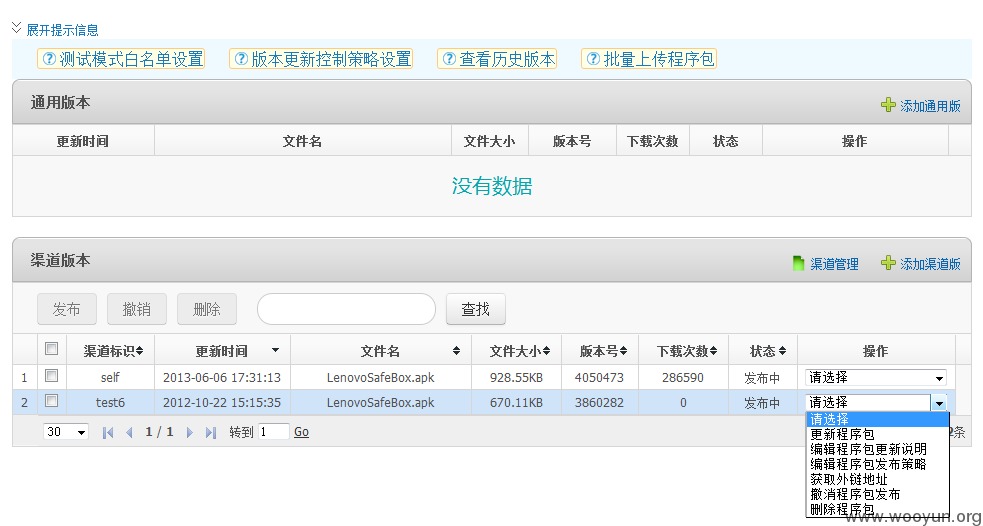 展开提示信息
测试模式白名单设置 版本更新控制策略设置 查看历史版本 批量上传程序包
通用版本 添加通用版
更新时间 文件名 文件大小 版本号 下载次数 状态 操作
没有数据
渠道版本 渠道管理 添加渠道版
发布 撤销 删除 查找
渠道标识 更新时间 文件名 文件大小 版本号 下载次数 状态 操作
1 self 2013-06-06 17:31:13 LenovoSafeBox.apk 928.55KB 4050473 286590 发布中 请选择
2 test6 2012-10-22 15:15:35 LenovoSafeBox.apk 670.11KB 3860282 0 发布中 请选择
30 1 / 1 转到 1 Go 2条
请选择
更新程序包
编辑程序包更新说明
编辑程序包发布策略
获取外链地址
撤消程序包发布
删除程序包
www.wooyun.org